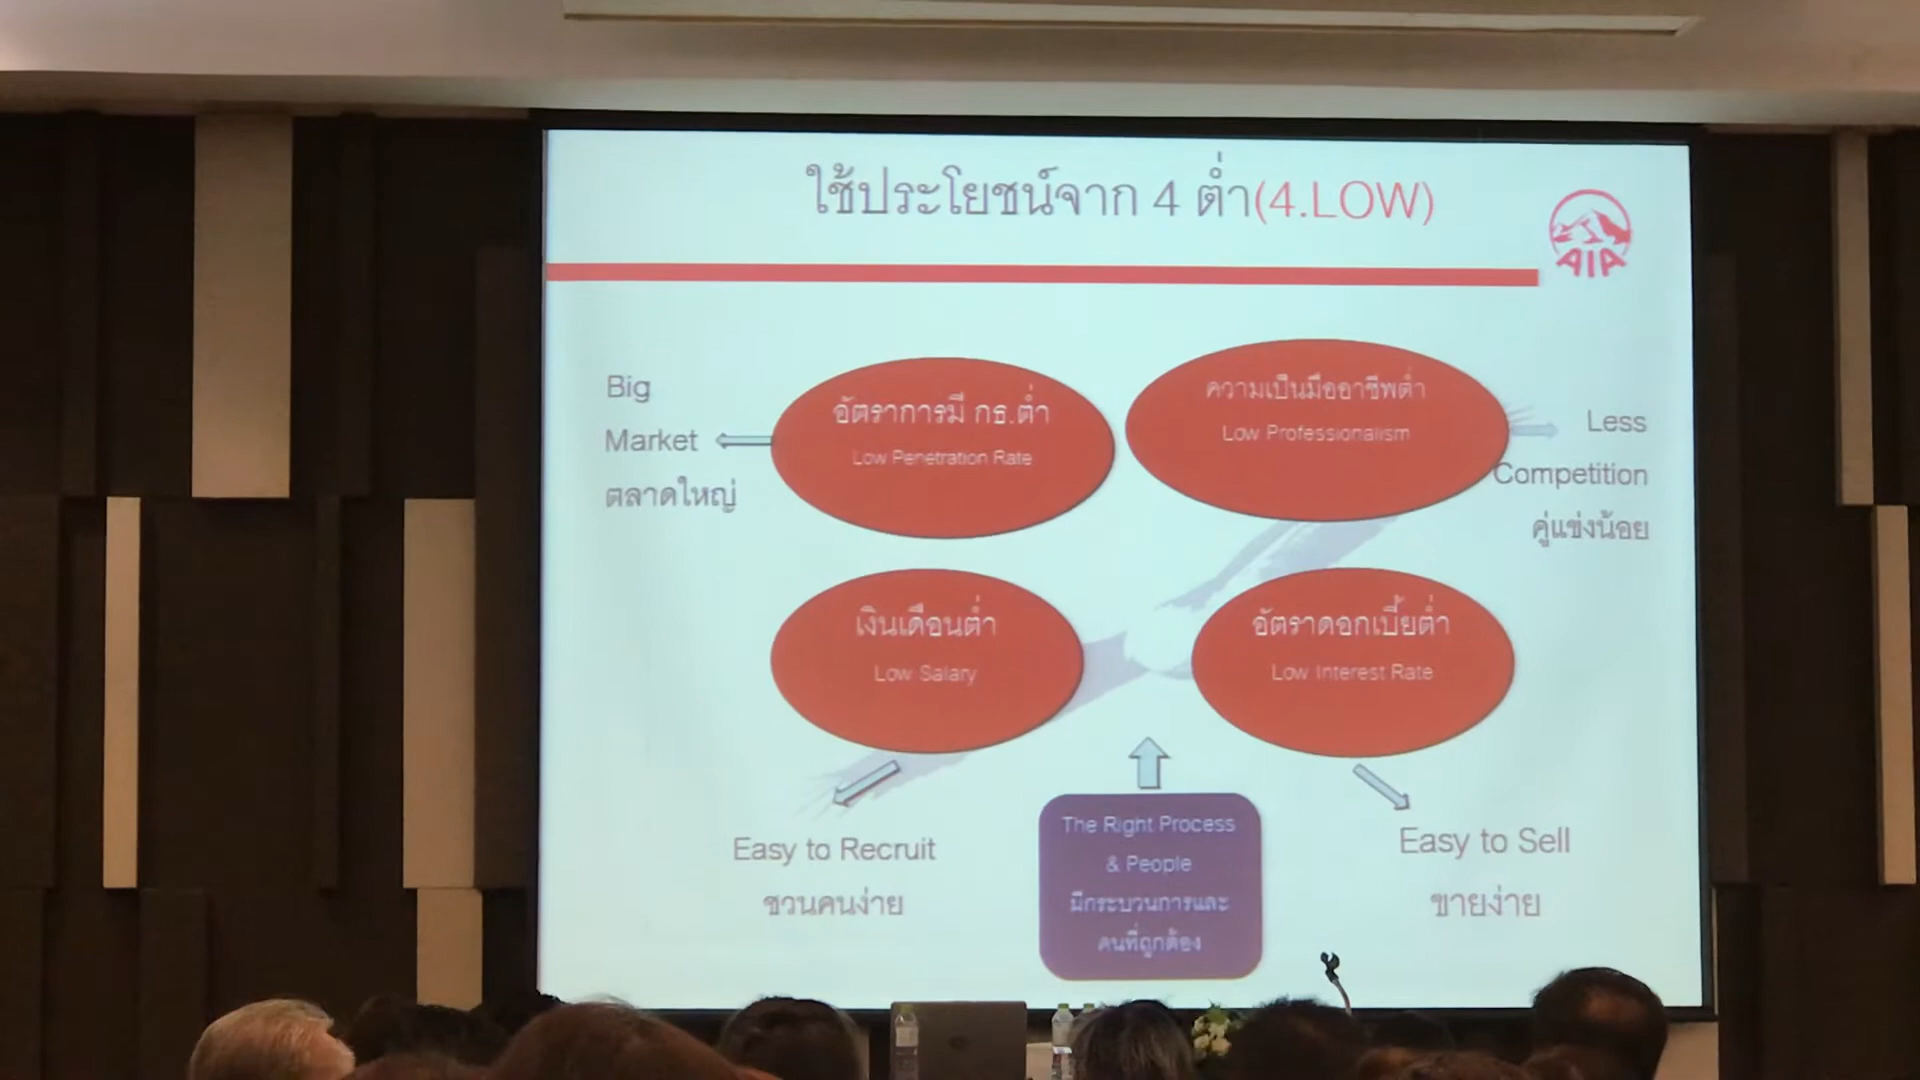 ใช้ประโยชน์จาก 4 ต่ำ(4.LOW)
AIA
Big
Market
ตลาดใหญ่
อัตราการมี กธ.ต่ำ
Low Penetration Rate
ความเป็นมืออาชีพต่ำ
Low Professionalism
Less
Competition
คู่แข่งน้อย
เงินเดือนต่ำ
Low Salary
อัตราดอกเบี้ยต่ำ
Low Interest Rate
Easy to Recruit
ชวนคนง่าย
The Right Process
& People
มีกระบวนการและ
คนที่ถูกต้อง
Easy to Sell
ขายง่าย